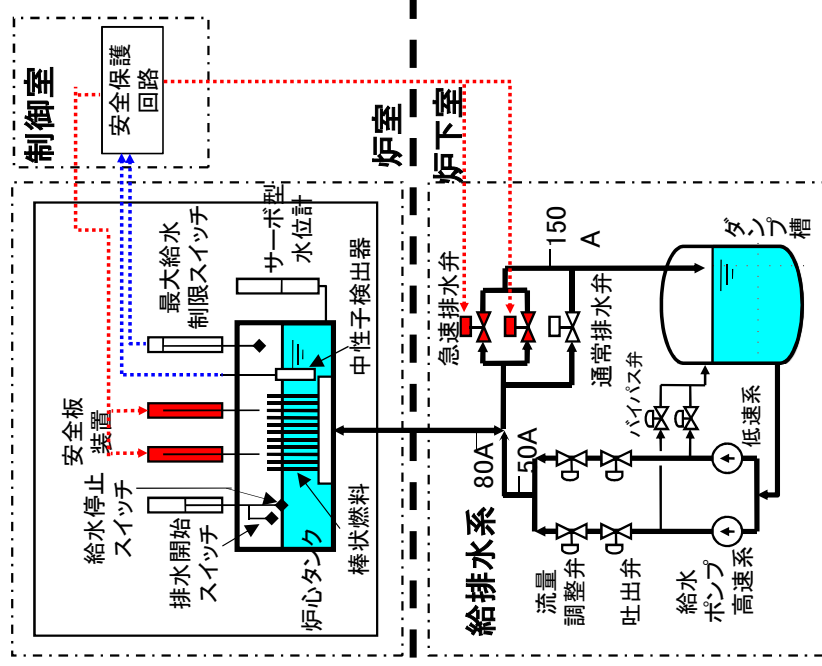 制御室
安全保護
回路
炉室
炉下室
最大給水
制限スイッチ
サーボ型
水位計
中性子検出器
安全板
装置
給水停止
スイッチ
排水開始
スイッチ
炉心タンク
棒状燃料
急速排水弁
150
A
通常排水弁
ダンプ
槽
80A
50A
バイパス弁
低速系
給排水系
流量
調整弁
吐出弁
給水
ポンプ
高速系